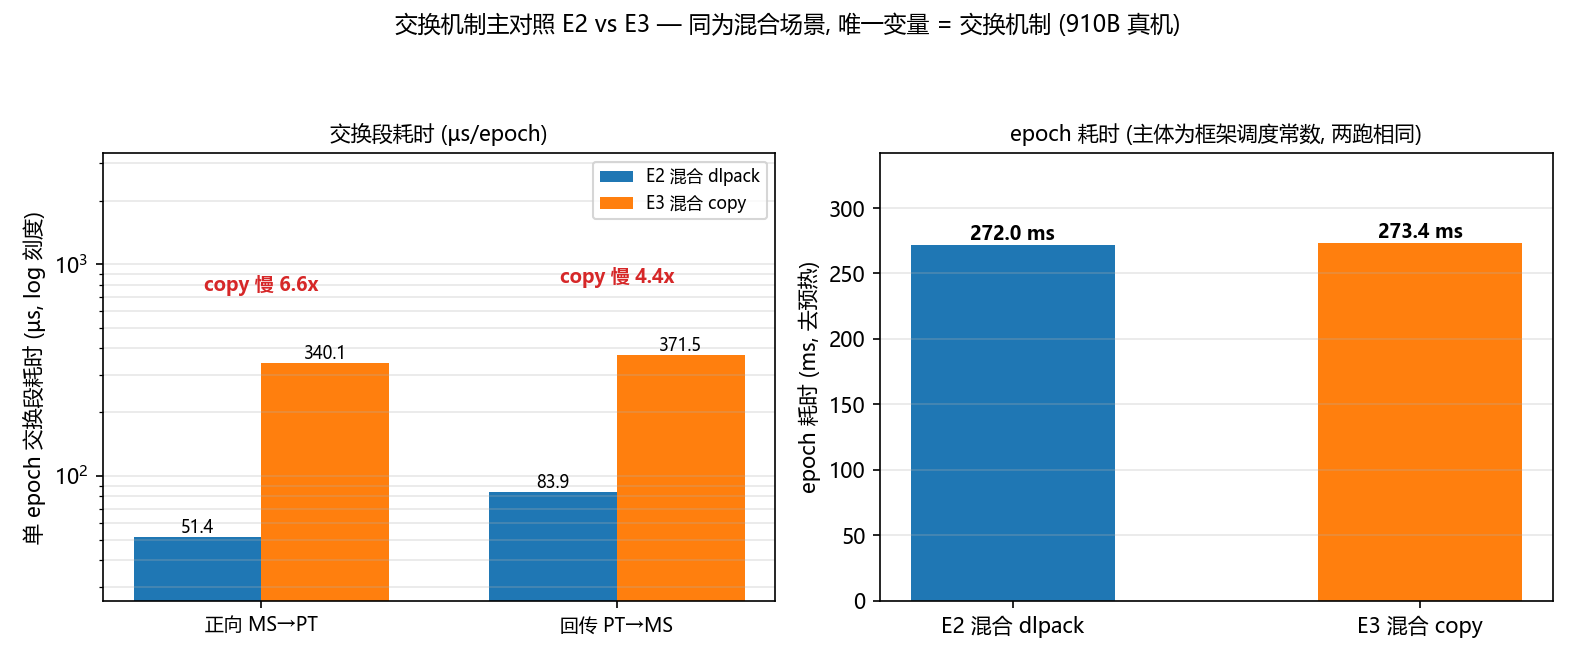 交换机制主对照 E2 vs E3 — 同为混合场景, 唯一变量 = 交换机制 (910B 真机)
交换段耗时 (µs/epoch)
单 epoch 交换段耗时 (µs, log 刻度)
10³
10²
E2 混合 dlpack
E3 混合 copy
copy 慢 6.6x
copy 慢 4.4x
51.4
340.1
83.9
371.5
正向 MS→PT
回传 PT→MS
epoch 耗时 (主体为框架调度常数, 两跑相同)
epoch 耗时 (ms, 去预热)
300
250
200
150
100
50
0
272.0 ms
273.4 ms
E2 混合 dlpack
E3 混合 copy